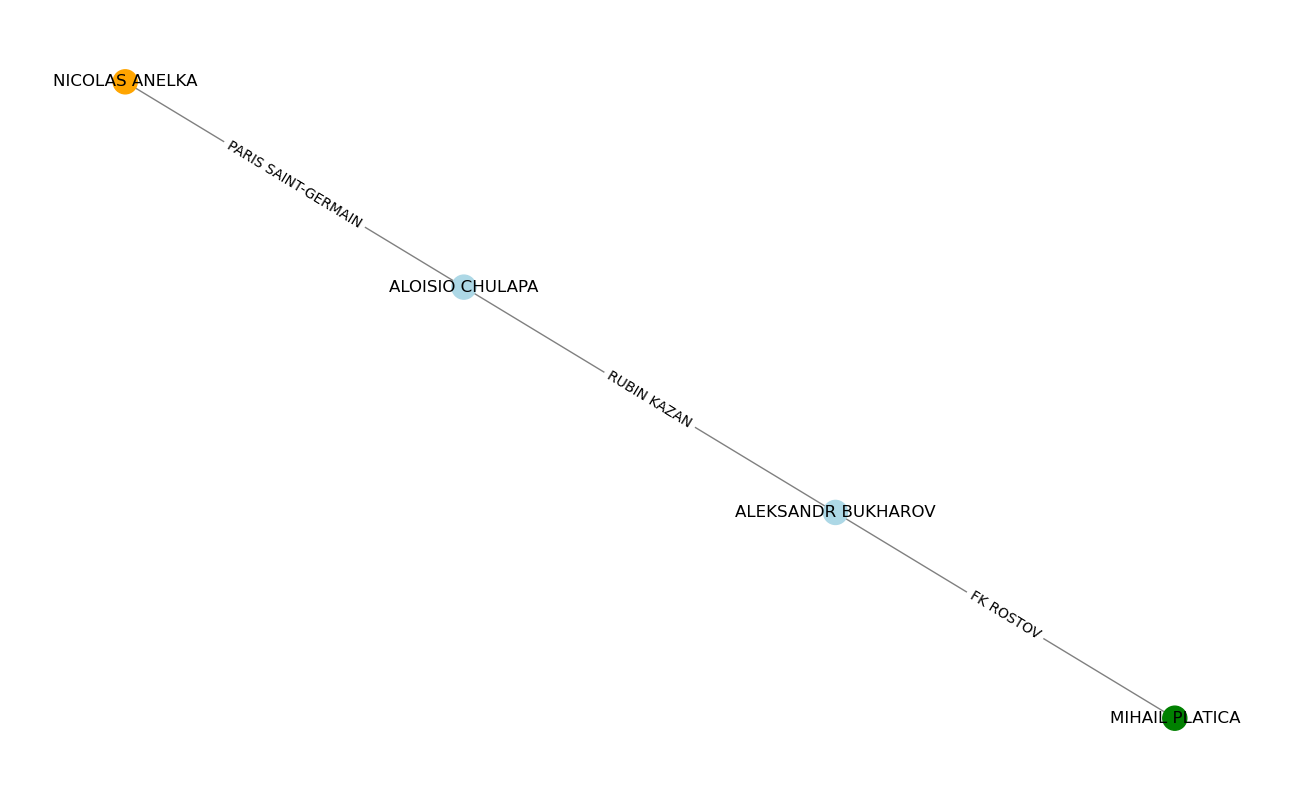 NICOLAS ANELKA
PARIS SAINT-GERMAIN
ALOISIO CHULAPA
RUBIN KAZAN
ALEKSANDR BUKHAROV
FK ROSTOV
MIHAIL PLATICA